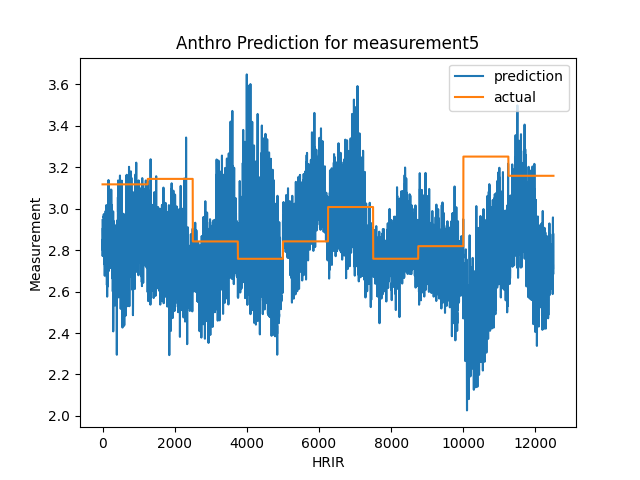 Anthro Prediction for measurement5
prediction
actual
3.6
3.4
3.2
3.0
2.8
2.6
2.4
2.2
2.0
Measurement
0 2000 4000 6000 8000 10000 12000
HRIR